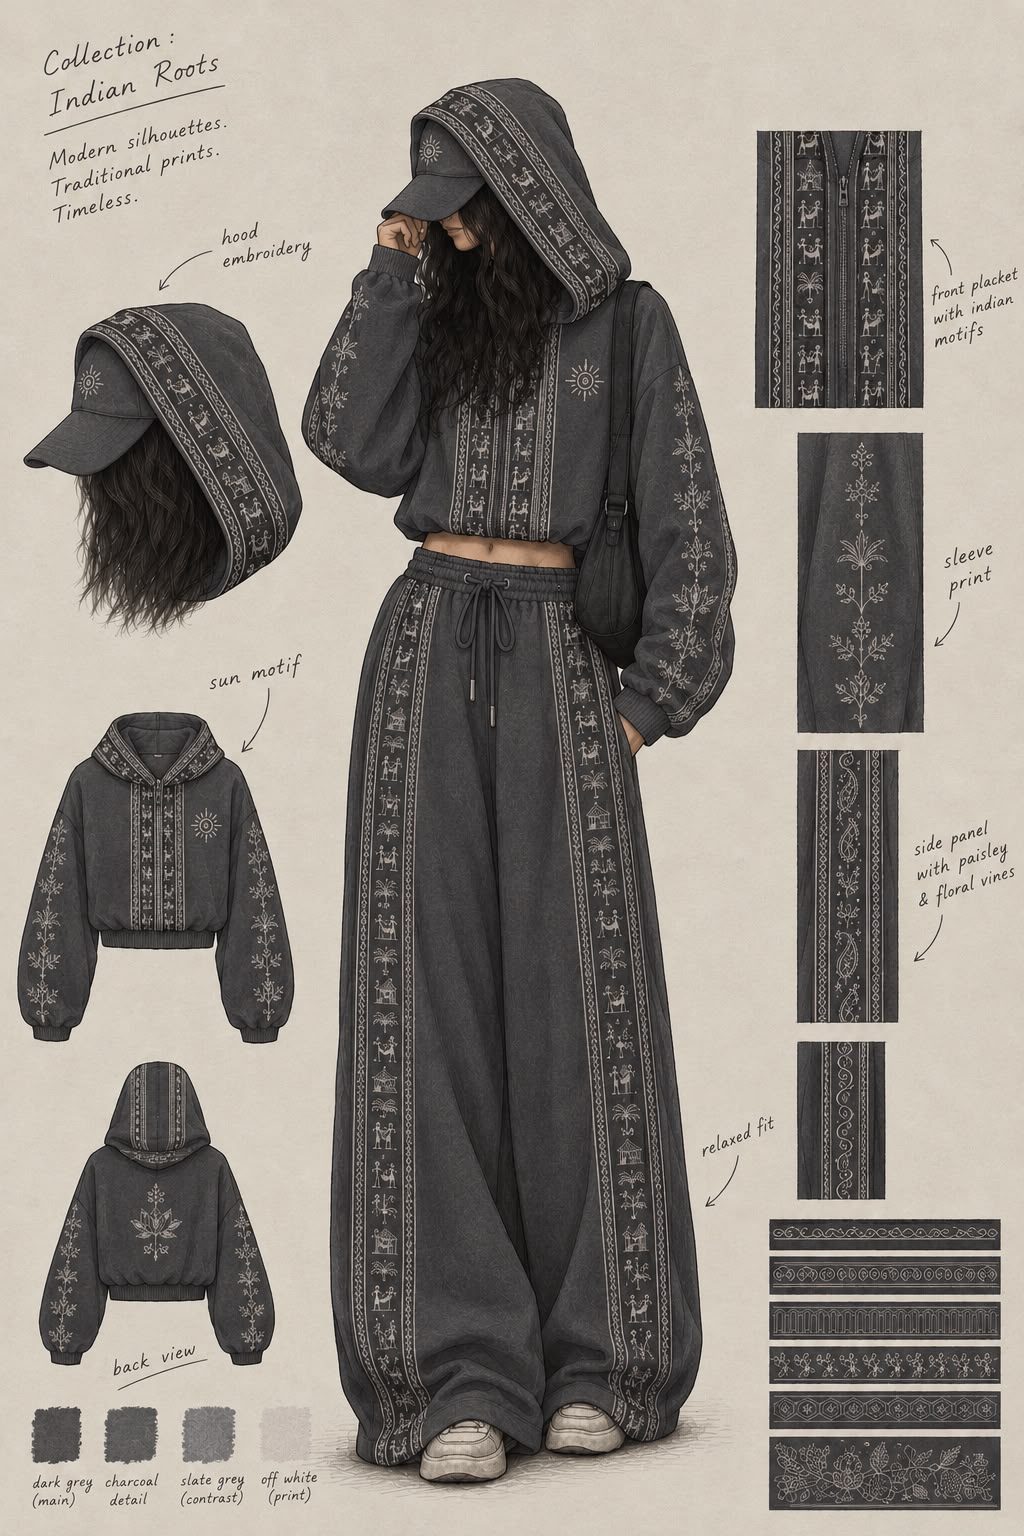 Collection:
Indian Roots
Modern silhouettes.
Traditional prints.
Timeless.
hood
embroidery
front placket
with indian
motifs
sleeve
print
sun motif
side panel
with paisley
& floral vines
relaxed fit
back view
dark grey
(main)
charcoal
detail
slate grey
(contrast)
off white
(print)